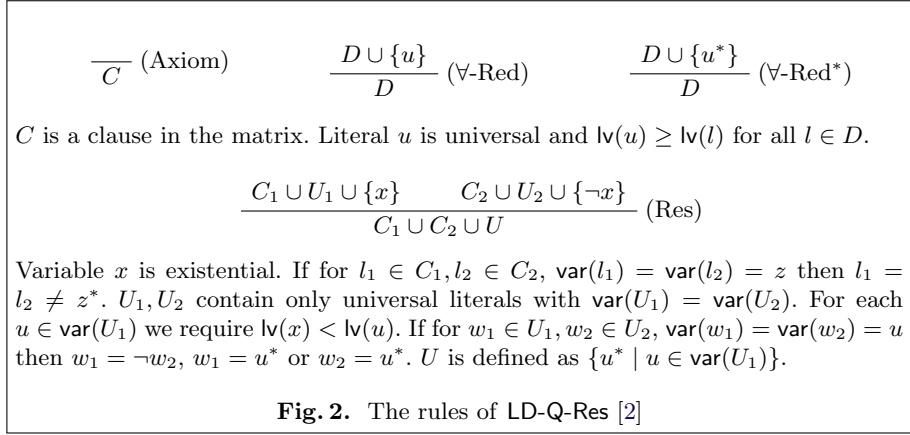 C (Axiom)
D ∪ {u}
D (∀-Red)
D ∪ {u*}
D (∀-Red*)
C is a clause in the matrix. Literal u is universal and lv(u) ≥ lv(l) for all l ∈ D.
C₁ ∪ U₁ ∪ {x} C₂ ∪ U₂ ∪ {¬x}
C₁ ∪ C₂ ∪ U (Res)
Variable x is existential. If for l₁ ∈ C₁, l₂ ∈ C₂, var(l₁) = var(l₂) = z then l₁ =
l₂ ≠ z*. U₁, U₂ contain only universal literals with var(U₁) = var(U₂). For each
u ∈ var(U₁) we require lv(x) < lv(u). If for w₁ ∈ U₁, w₂ ∈ U₂, var(w₁) = var(w₂) = u
then w₁ = ¬w₂, w₁ = u* or w₂ = u*. U is defined as {u* | u ∈ var(U₁)}.
Fig. 2. The rules of LD-Q-Res [2]